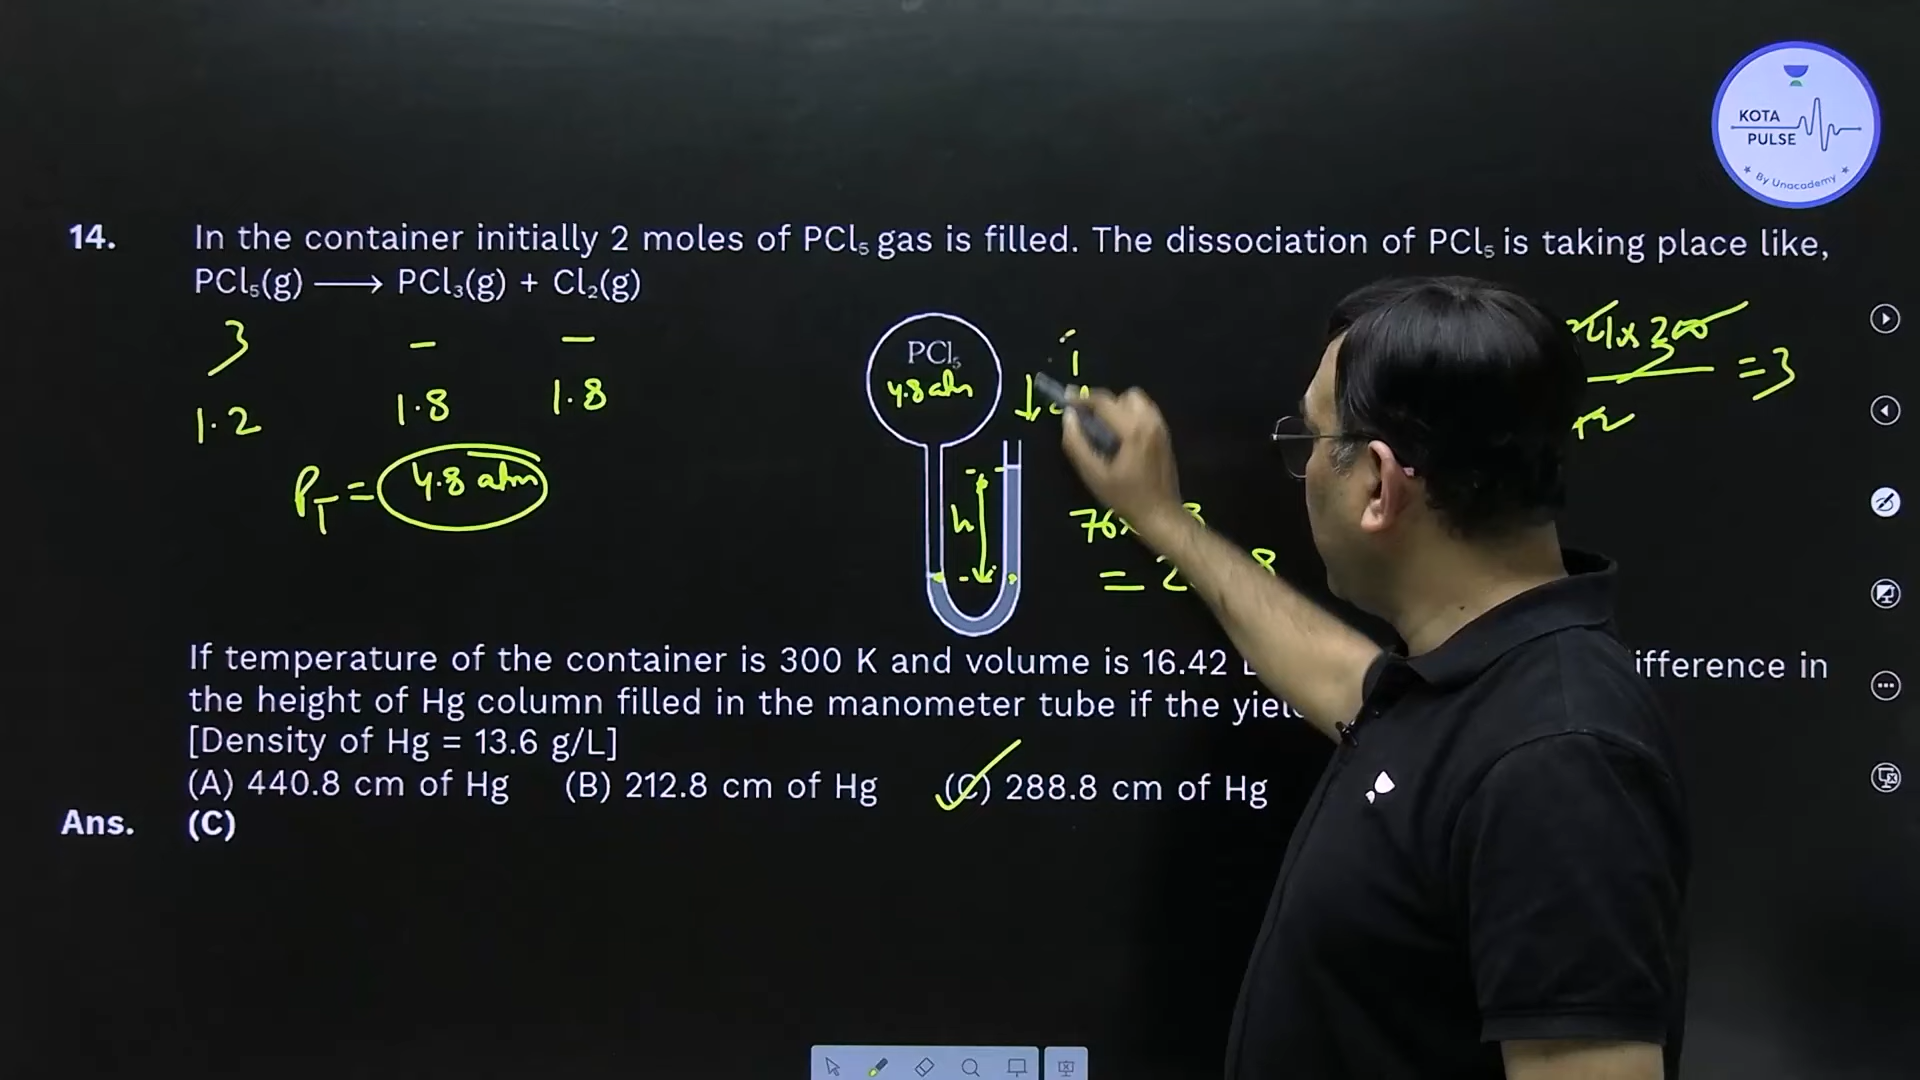 KOTA
PULSE
By Unacademy
14. In the container initially 2 moles of PCl₅ gas is filled. The dissociation of PCl₅ is taking place like,
PCl₅(g) ⟶ PCl₃(g) + Cl₂(g)
3 – –
1.2 1.8 1.8
P_T = 4.8 atm
PCl₅
4.8 atm
h
1
76×
=
= 3
If temperature of the container is 300 K and volume is 16.42 ifference in
the height of Hg column filled in the manometer tube if the
[Density of Hg = 13.6 g/L]
(A) 440.8 cm of Hg (B) 212.8 cm of Hg (C) 288.8 cm of Hg
Ans. (C)